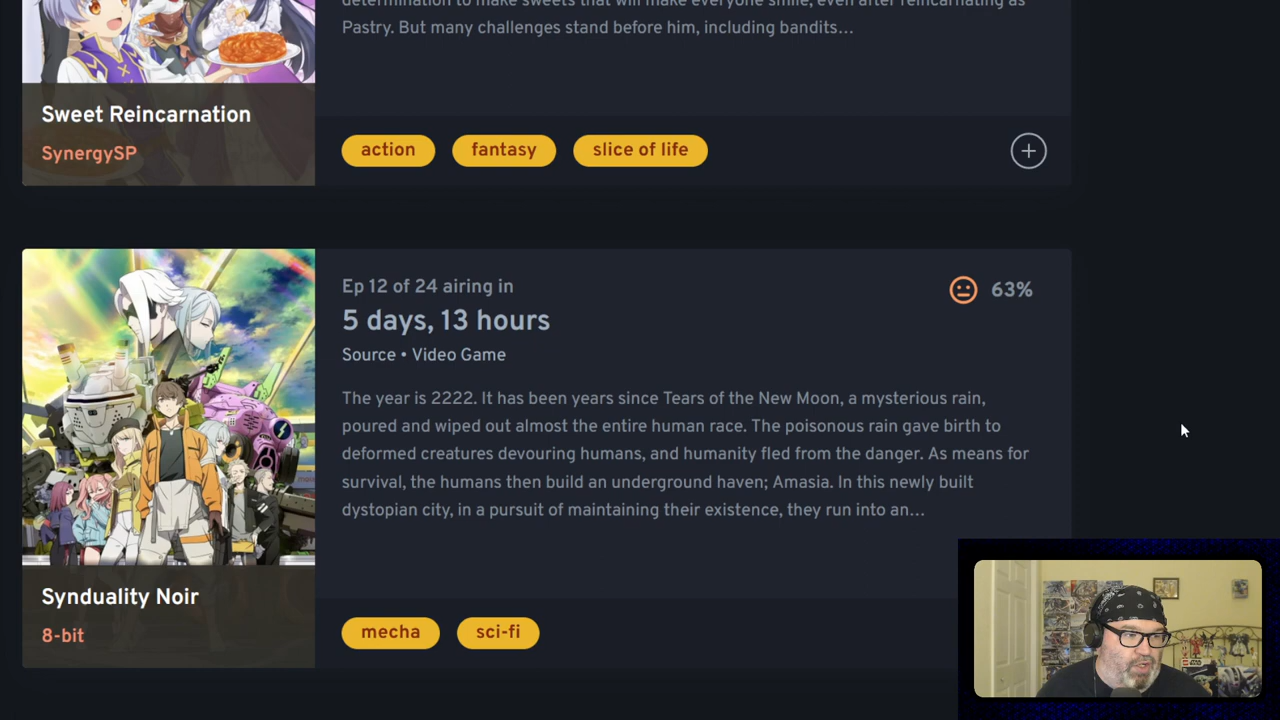 determination to make sweets that will make everyone smile, even after reincarnating as
Pastry. But many challenges stand before him, including bandits…
Sweet Reincarnation
SynergySP
action
fantasy
slice of life
Ep 12 of 24 airing in
63%
5 days, 13 hours
Source • Video Game
The year is 2222. It has been years since Tears of the New Moon, a mysterious rain,
poured and wiped out almost the entire human race. The poisonous rain gave birth to
deformed creatures devouring humans, and humanity fled from the danger. As means for
survival, the humans then build an underground haven; Amasia. In this newly built
dystopian city, in a pursuit of maintaining their existence, they run into an…
Synduality Noir
8-bit
mecha
sci-fi